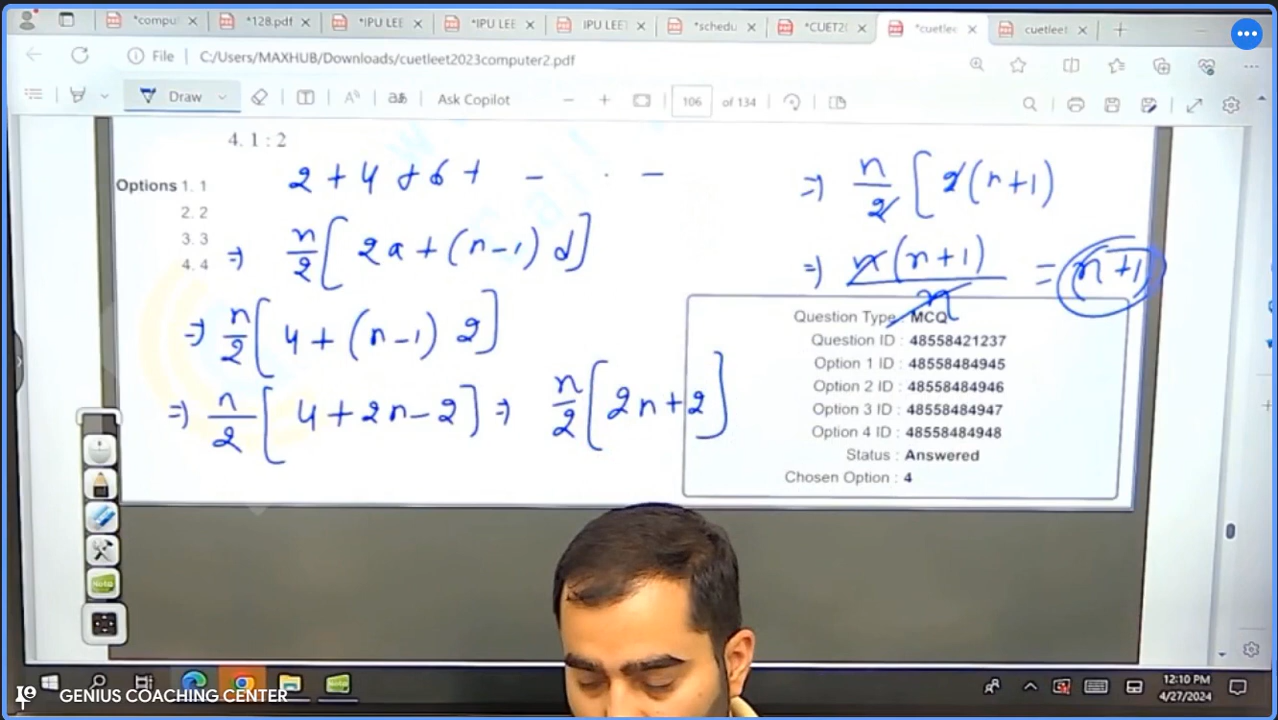 *compu
*128.pdf
*IPU LEE
*IPU LEE
IPU LEE
*schedu
*CUET20
*cuetlee
cuetleet
File C:/Users/MAXHUB/Downloads/cuetleet2023computer2.pdf
Draw
Ask Copilot
106 of 134
4. 1 : 2
Options 1. 1
2. 2
3. 3
4. 4
2 + 4 + 6 + - . -
⇒ n/2 [ 2a + (n-1) d ]
⇒ n/2 [ 4 + (n-1) 2 ]
⇒ n/2 [ 4 + 2n - 2 ] ⇒ n/2 [ 2n + 2 ]
⇒ n/2 [ 2(n+1)
⇒ n(n+1)/n = n+1
Question Type : MCQ
Question ID : 48558421237
Option 1 ID : 48558484945
Option 2 ID : 48558484946
Option 3 ID : 48558484947
Option 4 ID : 48558484948
Status : Answered
Chosen Option : 4
Note
GENIUS COACHING CENTER
12:10 PM
4/27/2024